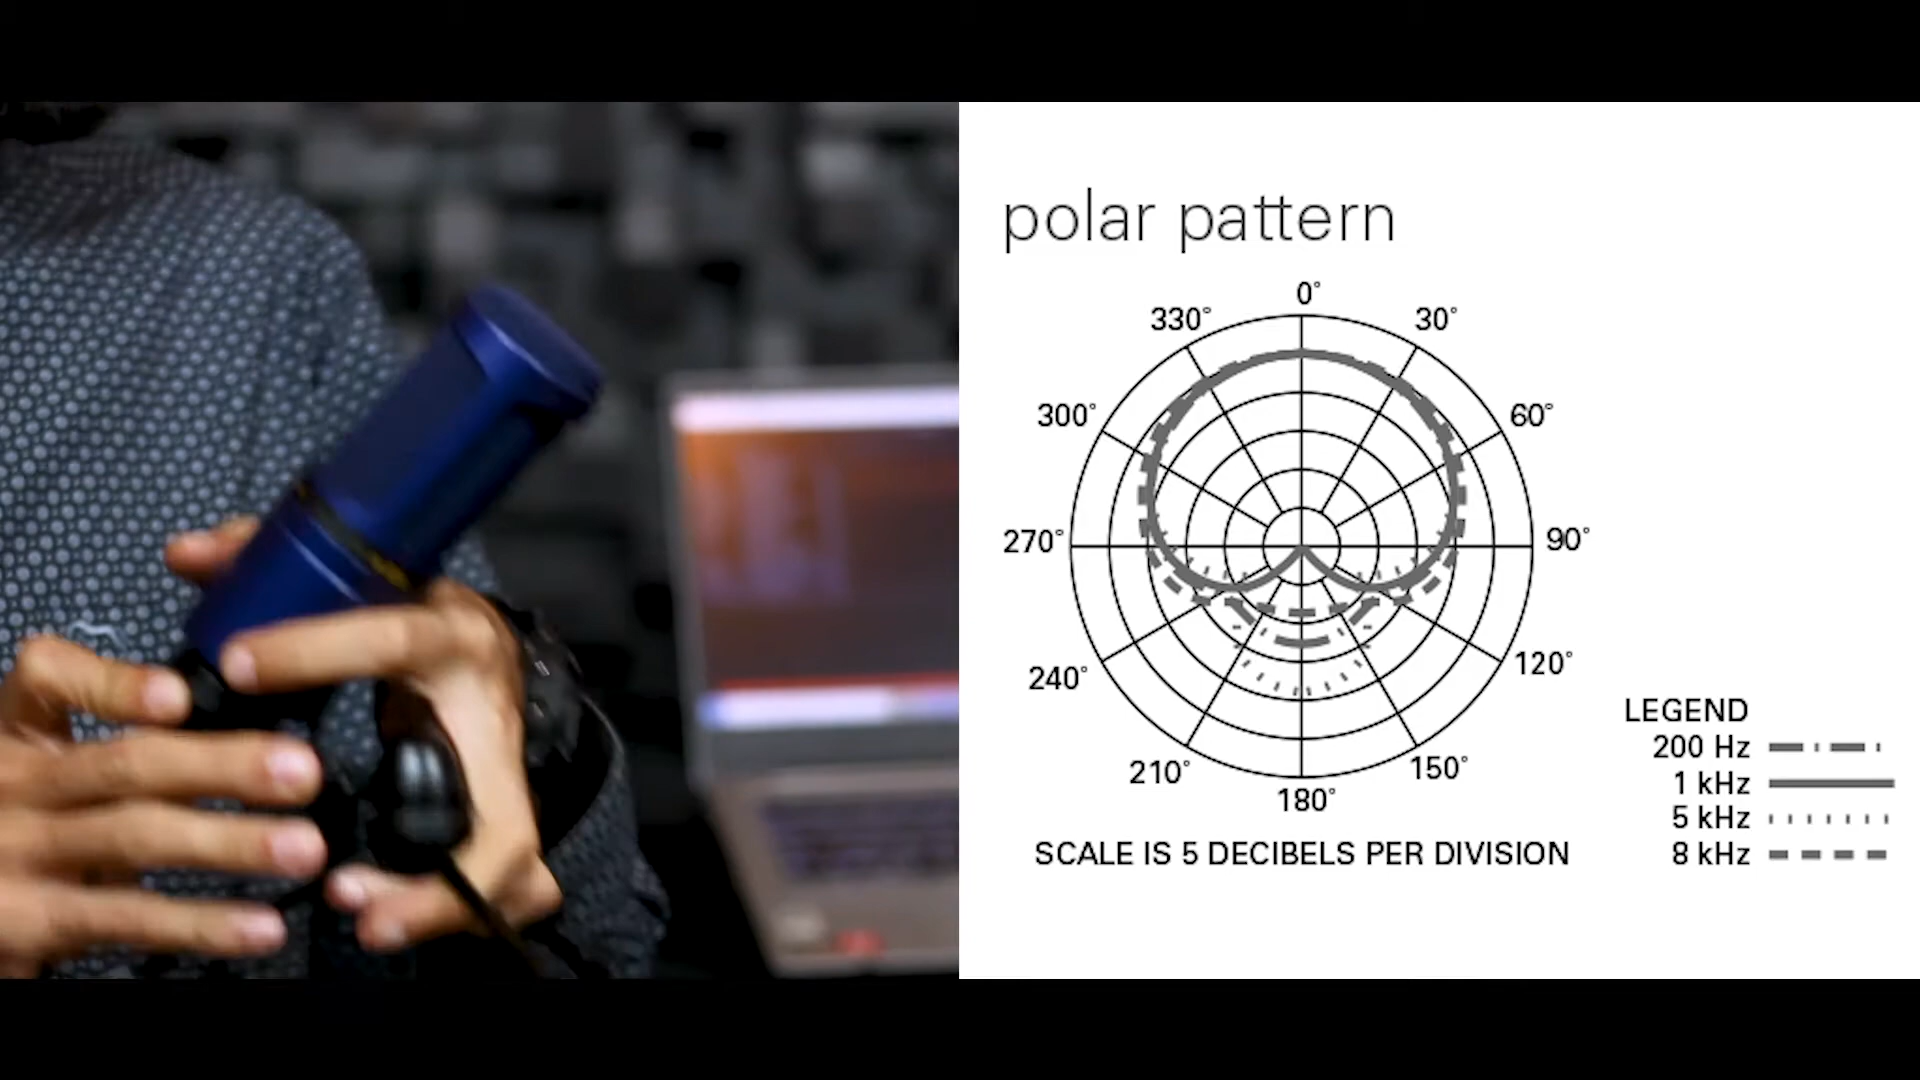 polar pattern
0°
330° 30°
300° 60°
270° 90°
240° 120°
210° 150°
180°
SCALE IS 5 DECIBELS PER DIVISION
LEGEND
200 Hz
1 kHz
5 kHz
8 kHz